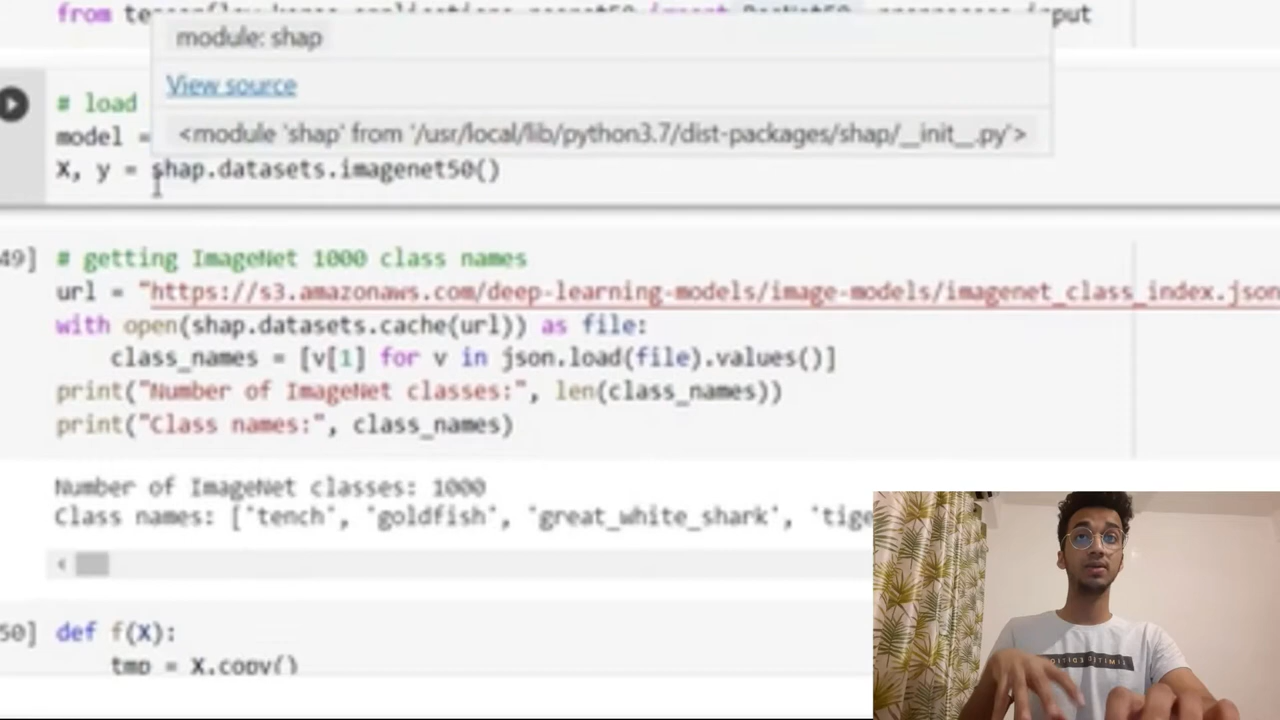 from input
module: shap
View source
# load
model =
<module 'shap' from '/usr/local/lib/python3.7/dist-packages/shap/__init__.py'>
X, y = shap.datasets.imagenet50()
49] # getting ImageNet 1000 class names
url = "https://s3.amazonaws.com/deep-learning-models/image-models/imagenet_class_index.json
with open(shap.datasets.cache(url)) as file:
class_names = [v[1] for v in json.load(file).values()]
print("Number of ImageNet classes:", len(class_names))
print("Class names:", class_names)
Number of ImageNet classes: 1000
Class names: ['tench', 'goldfish', 'great_white_shark', 'tige
50] def f(X):
tmp = X.copy()